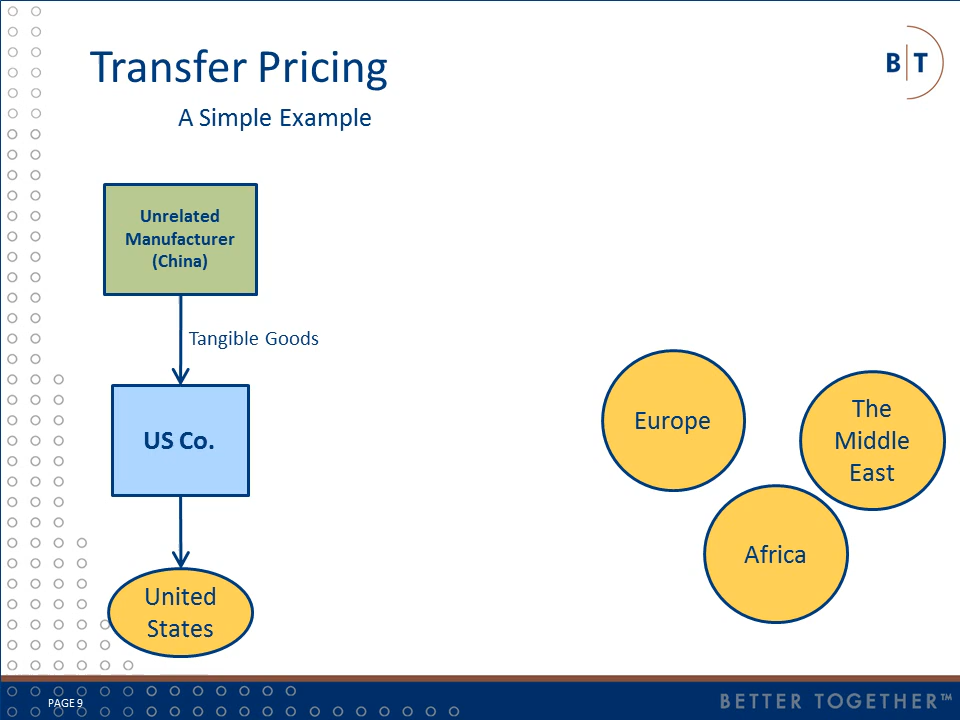 Transfer Pricing
A Simple Example
B T
Unrelated
Manufacturer
(China)
Tangible Goods
US Co.
United
States
Europe
The
Middle
East
Africa
PAGE 9
BETTER TOGETHER™